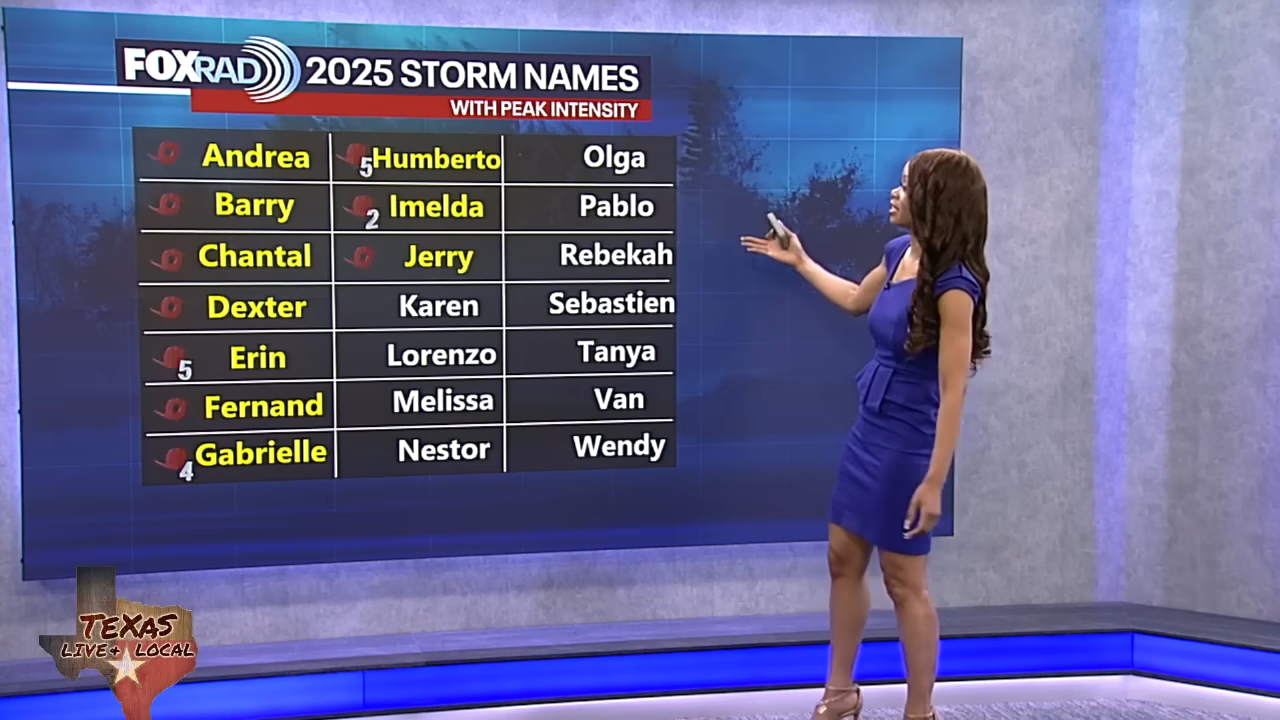 FOXRAD 2025 STORM NAMES
WITH PEAK INTENSITY
Andrea 5 Humberto Olga
Barry 2 Imelda Pablo
Chantal Jerry Rebekah
Dexter Karen Sebastien
5 Erin Lorenzo Tanya
Fernand Melissa Van
4 Gabrielle Nestor Wendy
TEXAS
LIVE & LOCAL